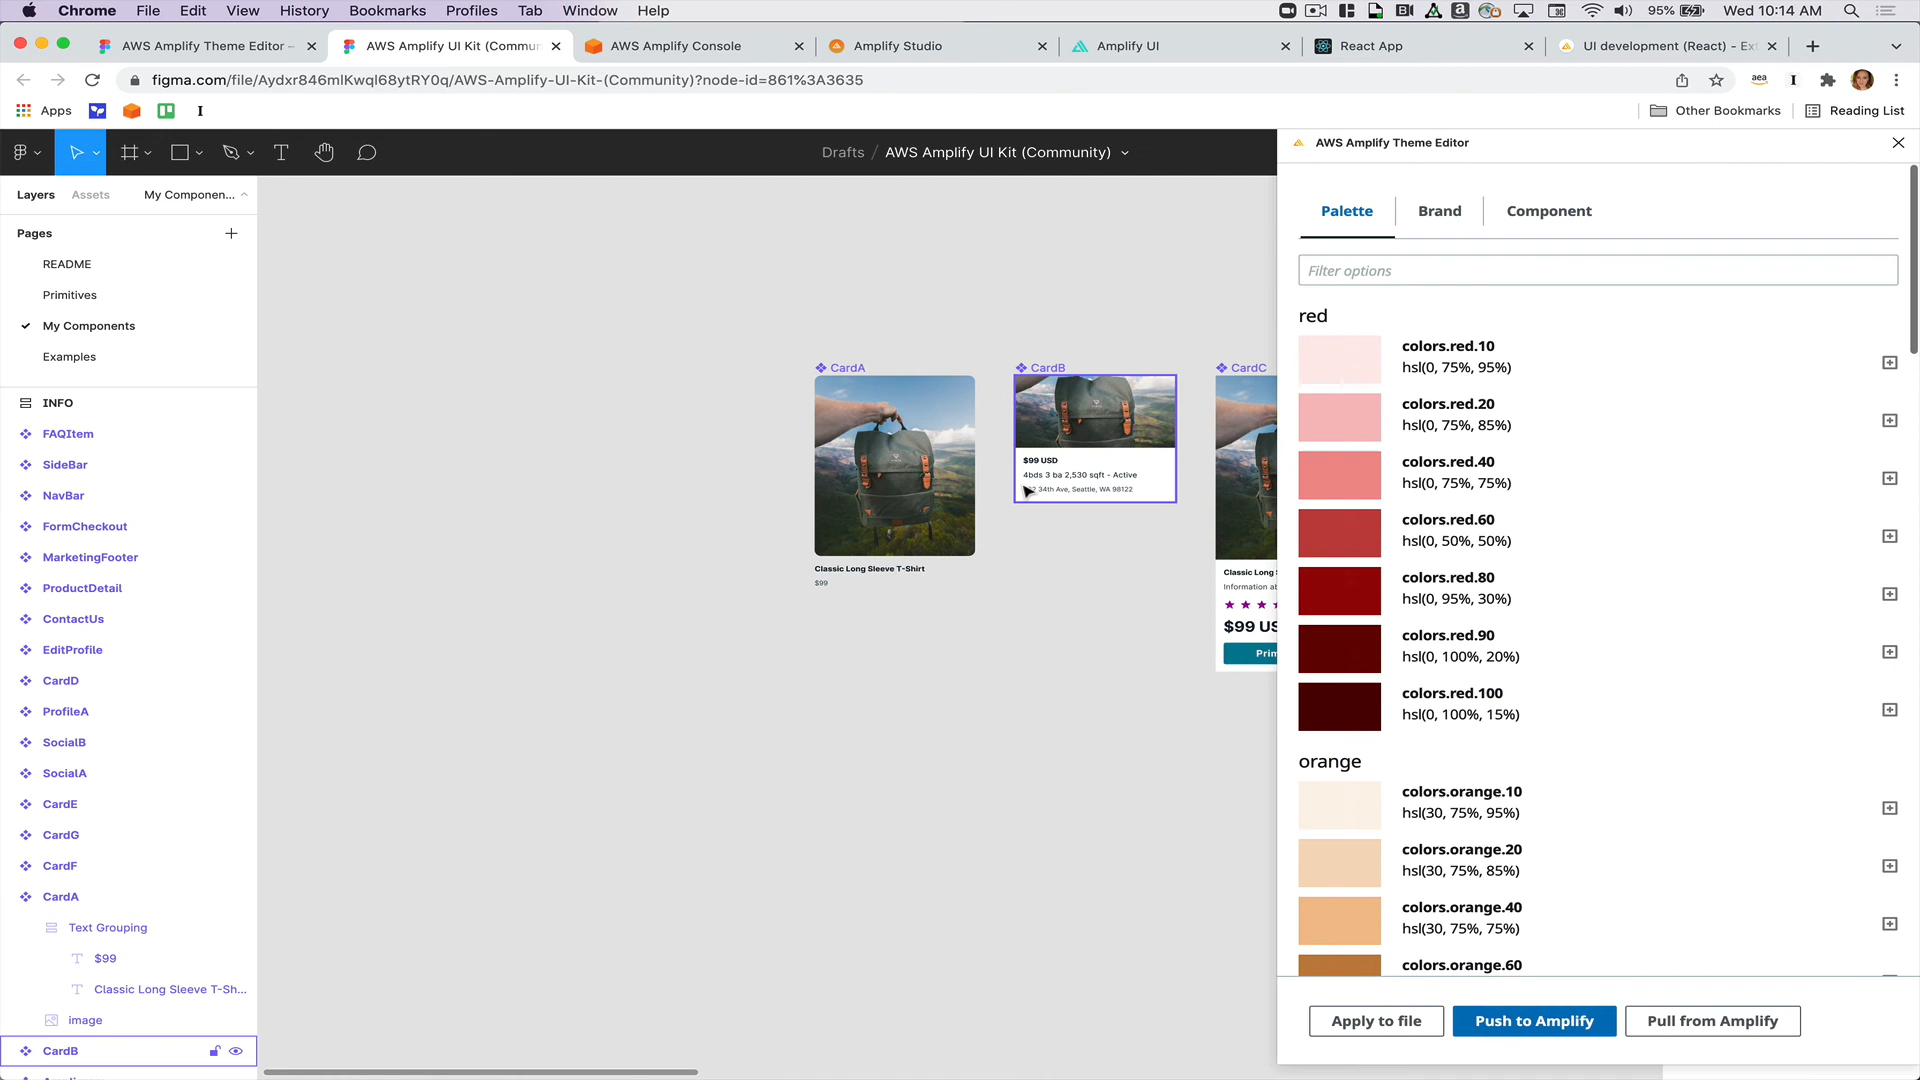 Chrome File Edit View History Bookmarks Profiles Tab Window Help
95% Wed 10:14 AM
AWS Amplify Theme Editor –
AWS Amplify UI Kit (Commun
AWS Amplify Console
Amplify Studio
Amplify UI
React App
UI development (React) - Ext
figma.com/file/Aydxr846mlKwql68ytRY0q/AWS-Amplify-UI-Kit-(Community)?node-id=861%3A3635
aea
Apps
Other Bookmarks
Reading List
Drafts / AWS Amplify UI Kit (Community)
AWS Amplify Theme Editor
Layers Assets My Componen...
Pages
README
Primitives
My Components
Examples
INFO
FAQItem
SideBar
NavBar
FormCheckout
MarketingFooter
ProductDetail
ContactUs
EditProfile
CardD
ProfileA
SocialB
SocialA
CardE
CardG
CardF
CardA
Text Grouping
$99
Classic Long Sleeve T-Sh...
image
CardB
CardA
Classic Long Sleeve T-Shirt
$99
CardB
$99 USD
4bds 3 ba 2,530 sqft - Active
34th Ave, Seattle, WA 98122
CardC
Classic Long
Information ab
$99 US
Prim
Palette Brand Component
Filter options
red
colors.red.10
hsl(0, 75%, 95%)
colors.red.20
hsl(0, 75%, 85%)
colors.red.40
hsl(0, 75%, 75%)
colors.red.60
hsl(0, 50%, 50%)
colors.red.80
hsl(0, 95%, 30%)
colors.red.90
hsl(0, 100%, 20%)
colors.red.100
hsl(0, 100%, 15%)
orange
colors.orange.10
hsl(30, 75%, 95%)
colors.orange.20
hsl(30, 75%, 85%)
colors.orange.40
hsl(30, 75%, 75%)
colors.orange.60
Apply to file
Push to Amplify
Pull from Amplify